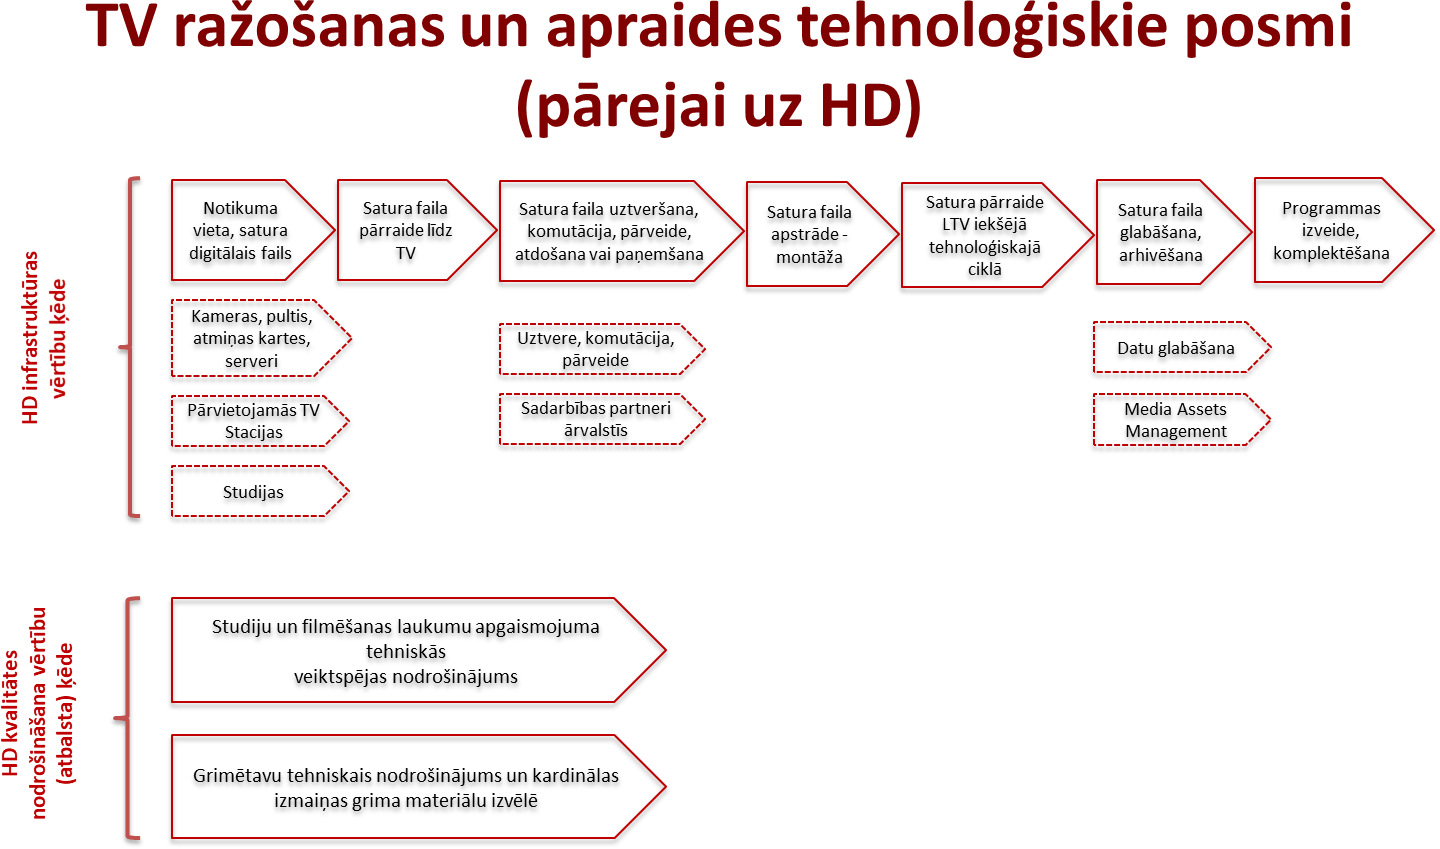 TV ražošanas un apraides tehnoloģiskie posmi
(pārejai uz HD)
HD infrastruktūras
vērtību ķēde
Notikuma
vieta, satura
digitālais fails
Satura faila
pārraide līdz
TV
Satura faila uztveršana,
komutācija, pārveide,
atdošana vai paņemšana
Satura faila
apstrāde -
montāža
Satura pārraide
LTV iekšējā
tehnoloģiskajā
ciklā
Satura faila
glabāšana,
arhivēšana
Programmas
izveide,
komplektēšana
Kameras, pultis,
atmiņas kartes,
serveri
Uztvere, komutācija,
pārveide
Datu glabāšana
Pārvietojamās TV
Stacijas
Sadarbības partneri
ārvalstīs
Media Assets
Management
Studijas
HD kvalitātes
nodrošināšana vērtību
(atbalsta) ķēde
Studiju un filmēšanas laukumu apgaismojuma
tehniskās
veiktspējas nodrošinājums
Grimētavu tehniskais nodrošinājums un kardinālas
izmaiņas grima materiālu izvēlē